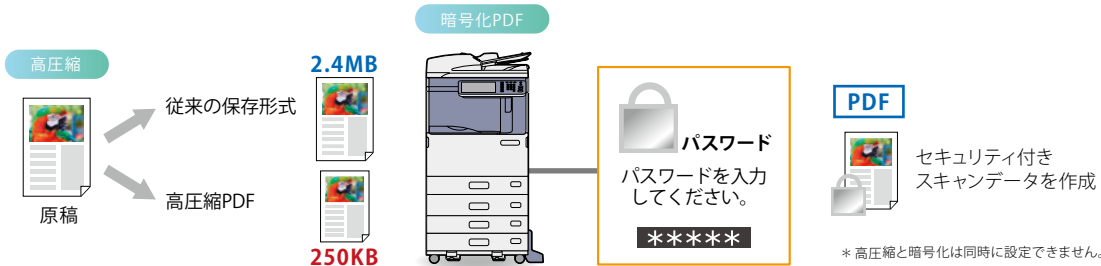 高圧縮
原稿
従来の保存形式
高圧縮PDF
2.4MB
250KB
暗号化PDF
パスワード
パスワードを入力
してください。
*****
PDF
セキュリティ付き
スキャンデータを作成
＊高圧縮と暗号化は同時に設定できません。